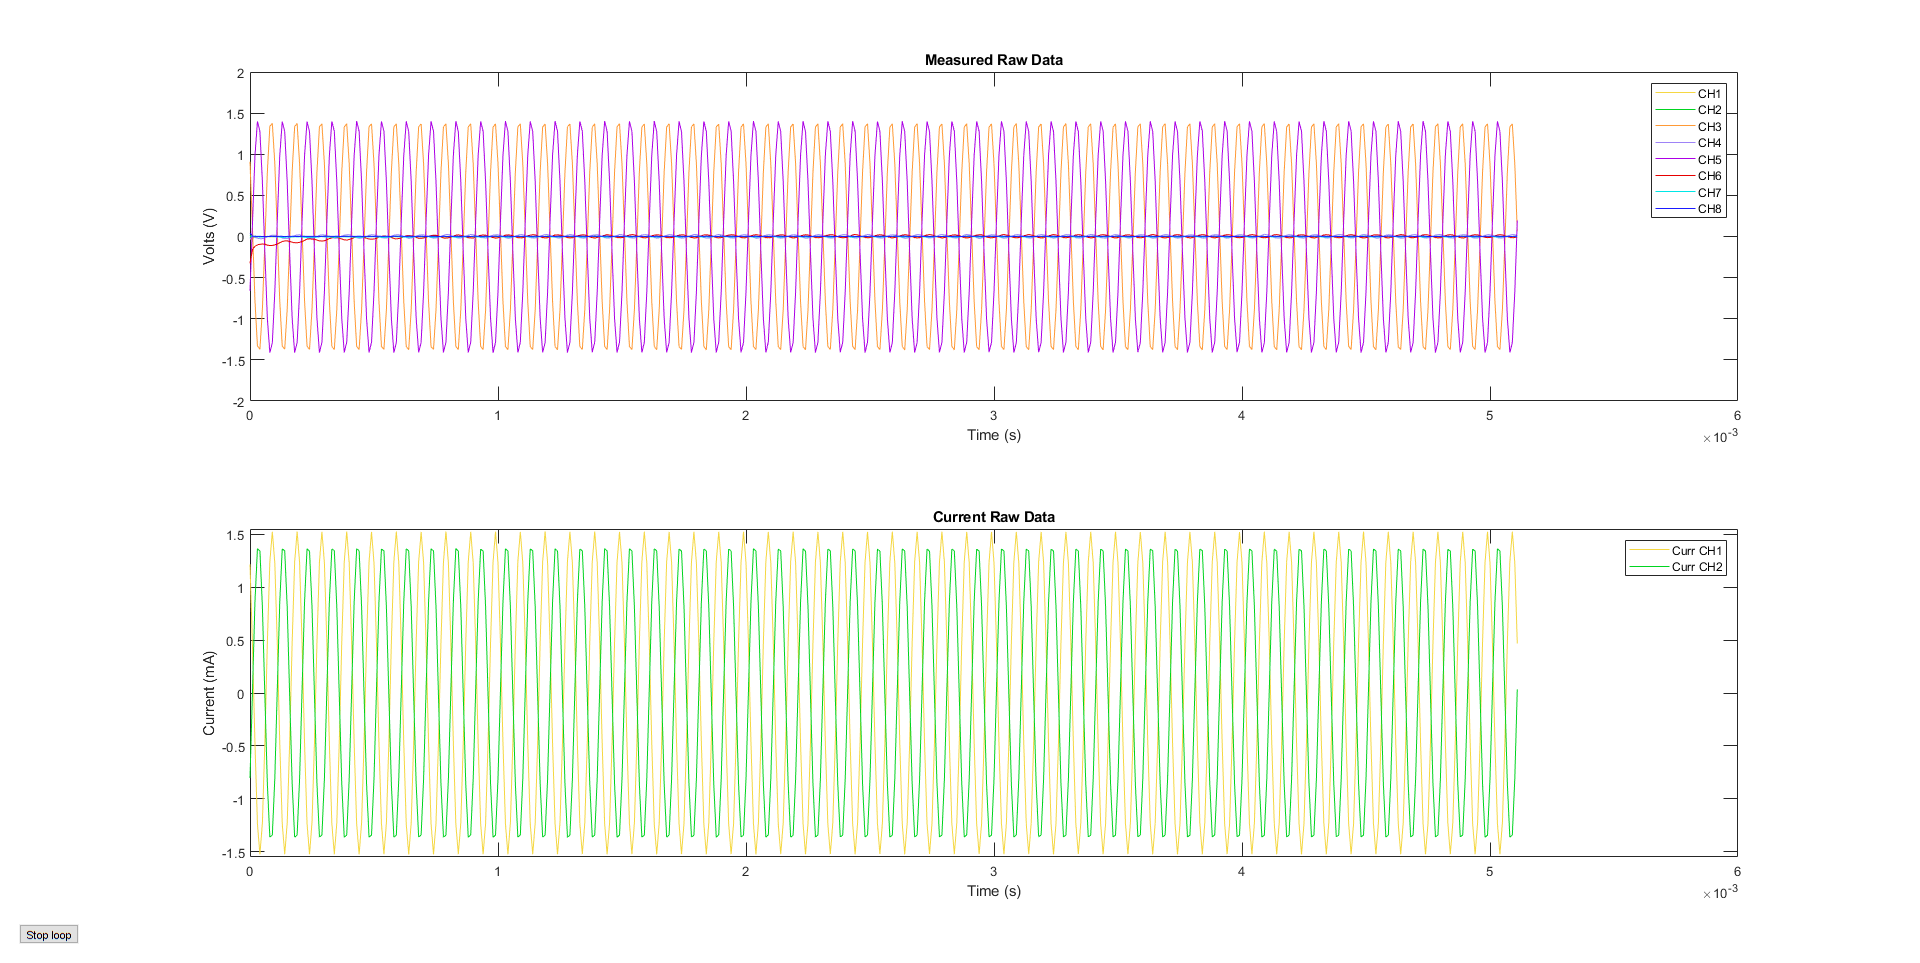 Measured Raw Data
2
1.5
1
0.5
0
-0.5
-1
-1.5
-2
Volts (V)
0 1 2 3 4 5 6
Time (s)
×10-3
CH1
CH2
CH3
CH4
CH5
CH6
CH7
CH8
Current Raw Data
1.5
1
0.5
0
-0.5
-1
-1.5
Current (mA)
0 1 2 3 4 5 6
Time (s)
×10-3
Curr CH1
Curr CH2
Stop loop